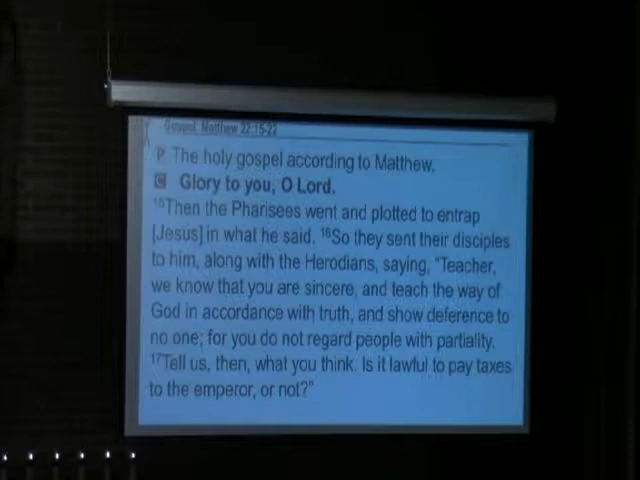 Gospel, Matthew 22:15-22
P The holy gospel according to Matthew.
C Glory to you, O Lord.
15Then the Pharisees went and plotted to entrap
[Jesus] in what he said. 16So they sent their disciples
to him, along with the Herodians, saying, "Teacher,
we know that you are sincere, and teach the way of
God in accordance with truth, and show deference to
no one; for you do not regard people with partiality.
17Tell us, then, what you think. Is it lawful to pay taxes
to the emperor, or not?"